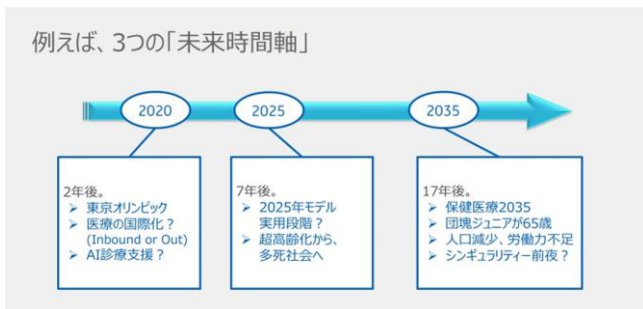 例えば、3つの「未来時間軸」
2020
2025
2035
2年後。
➢ 東京オリンピック
➢ 医療の国際化？
(Inbound or Out)
➢ AI診療支援？
7年後。
➢ 2025年モデル
実用段階？
➢ 超高齢化から、
多死社会へ
17年後。
➢ 保健医療2035
➢ 団塊ジュニアが65歳
➢ 人口減少、労働力不足
➢ シンギュラリティー前夜？